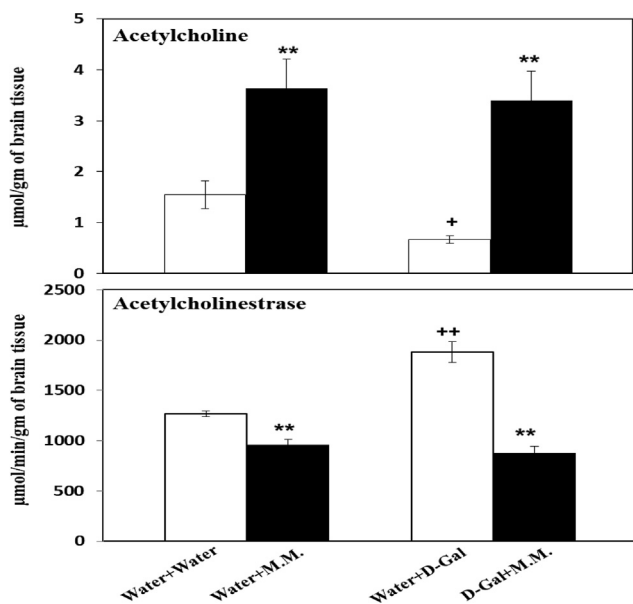 5
Acetylcholine
**
**
4
3
2
+
1
0
µmol/gm of brain tissue
2500
Acetylcholinestrase
++
2000
1500
**
**
1000
500
0
µmol/min/gm of brain tissue
Water+Water
Water+M.M.
Water+D-Gal
D-Gal+M.M.